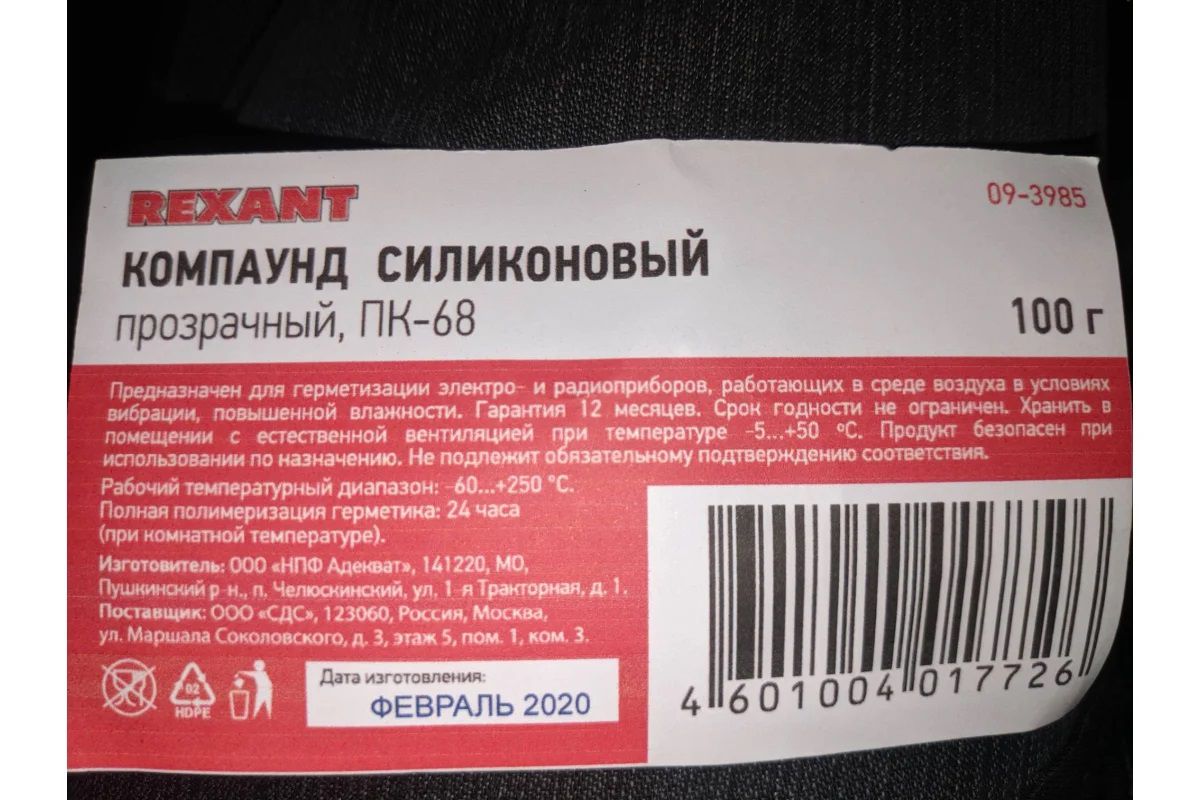 REXANT
09-3985
КОМПАУНД СИЛИКОНОВЫЙ
прозрачный, ПК-68
100 г
Предназначен для герметизации электро- и радиоприборов, работающих в среде воздуха в условиях
вибрации, повышенной влажности. Гарантия 12 месяцев. Срок годности не ограничен. Хранить в
помещении с естественной вентиляцией при температуре -5...+50 °С. Продукт безопасен при
использовании по назначению. Не подлежит обязательному подтверждению соответствия.
Рабочий температурный диапазон: -60...+250 °С.
Полная полимеризация герметика: 24 часа
(при комнатной температуре).
Изготовитель: ООО «НПФ Адекват», 141220, МО,
Пушкинский р-н., п. Челюскинский, ул. 1-я Тракторная, д. 1.
Поставщик: ООО «СДС», 123060, Россия, Москва,
ул. Маршала Соколовского, д. 3, этаж 5, пом. 1, ком. 3.
02
HDPE
Дата изготовления:
ФЕВРАЛЬ 2020
4 601004 017726